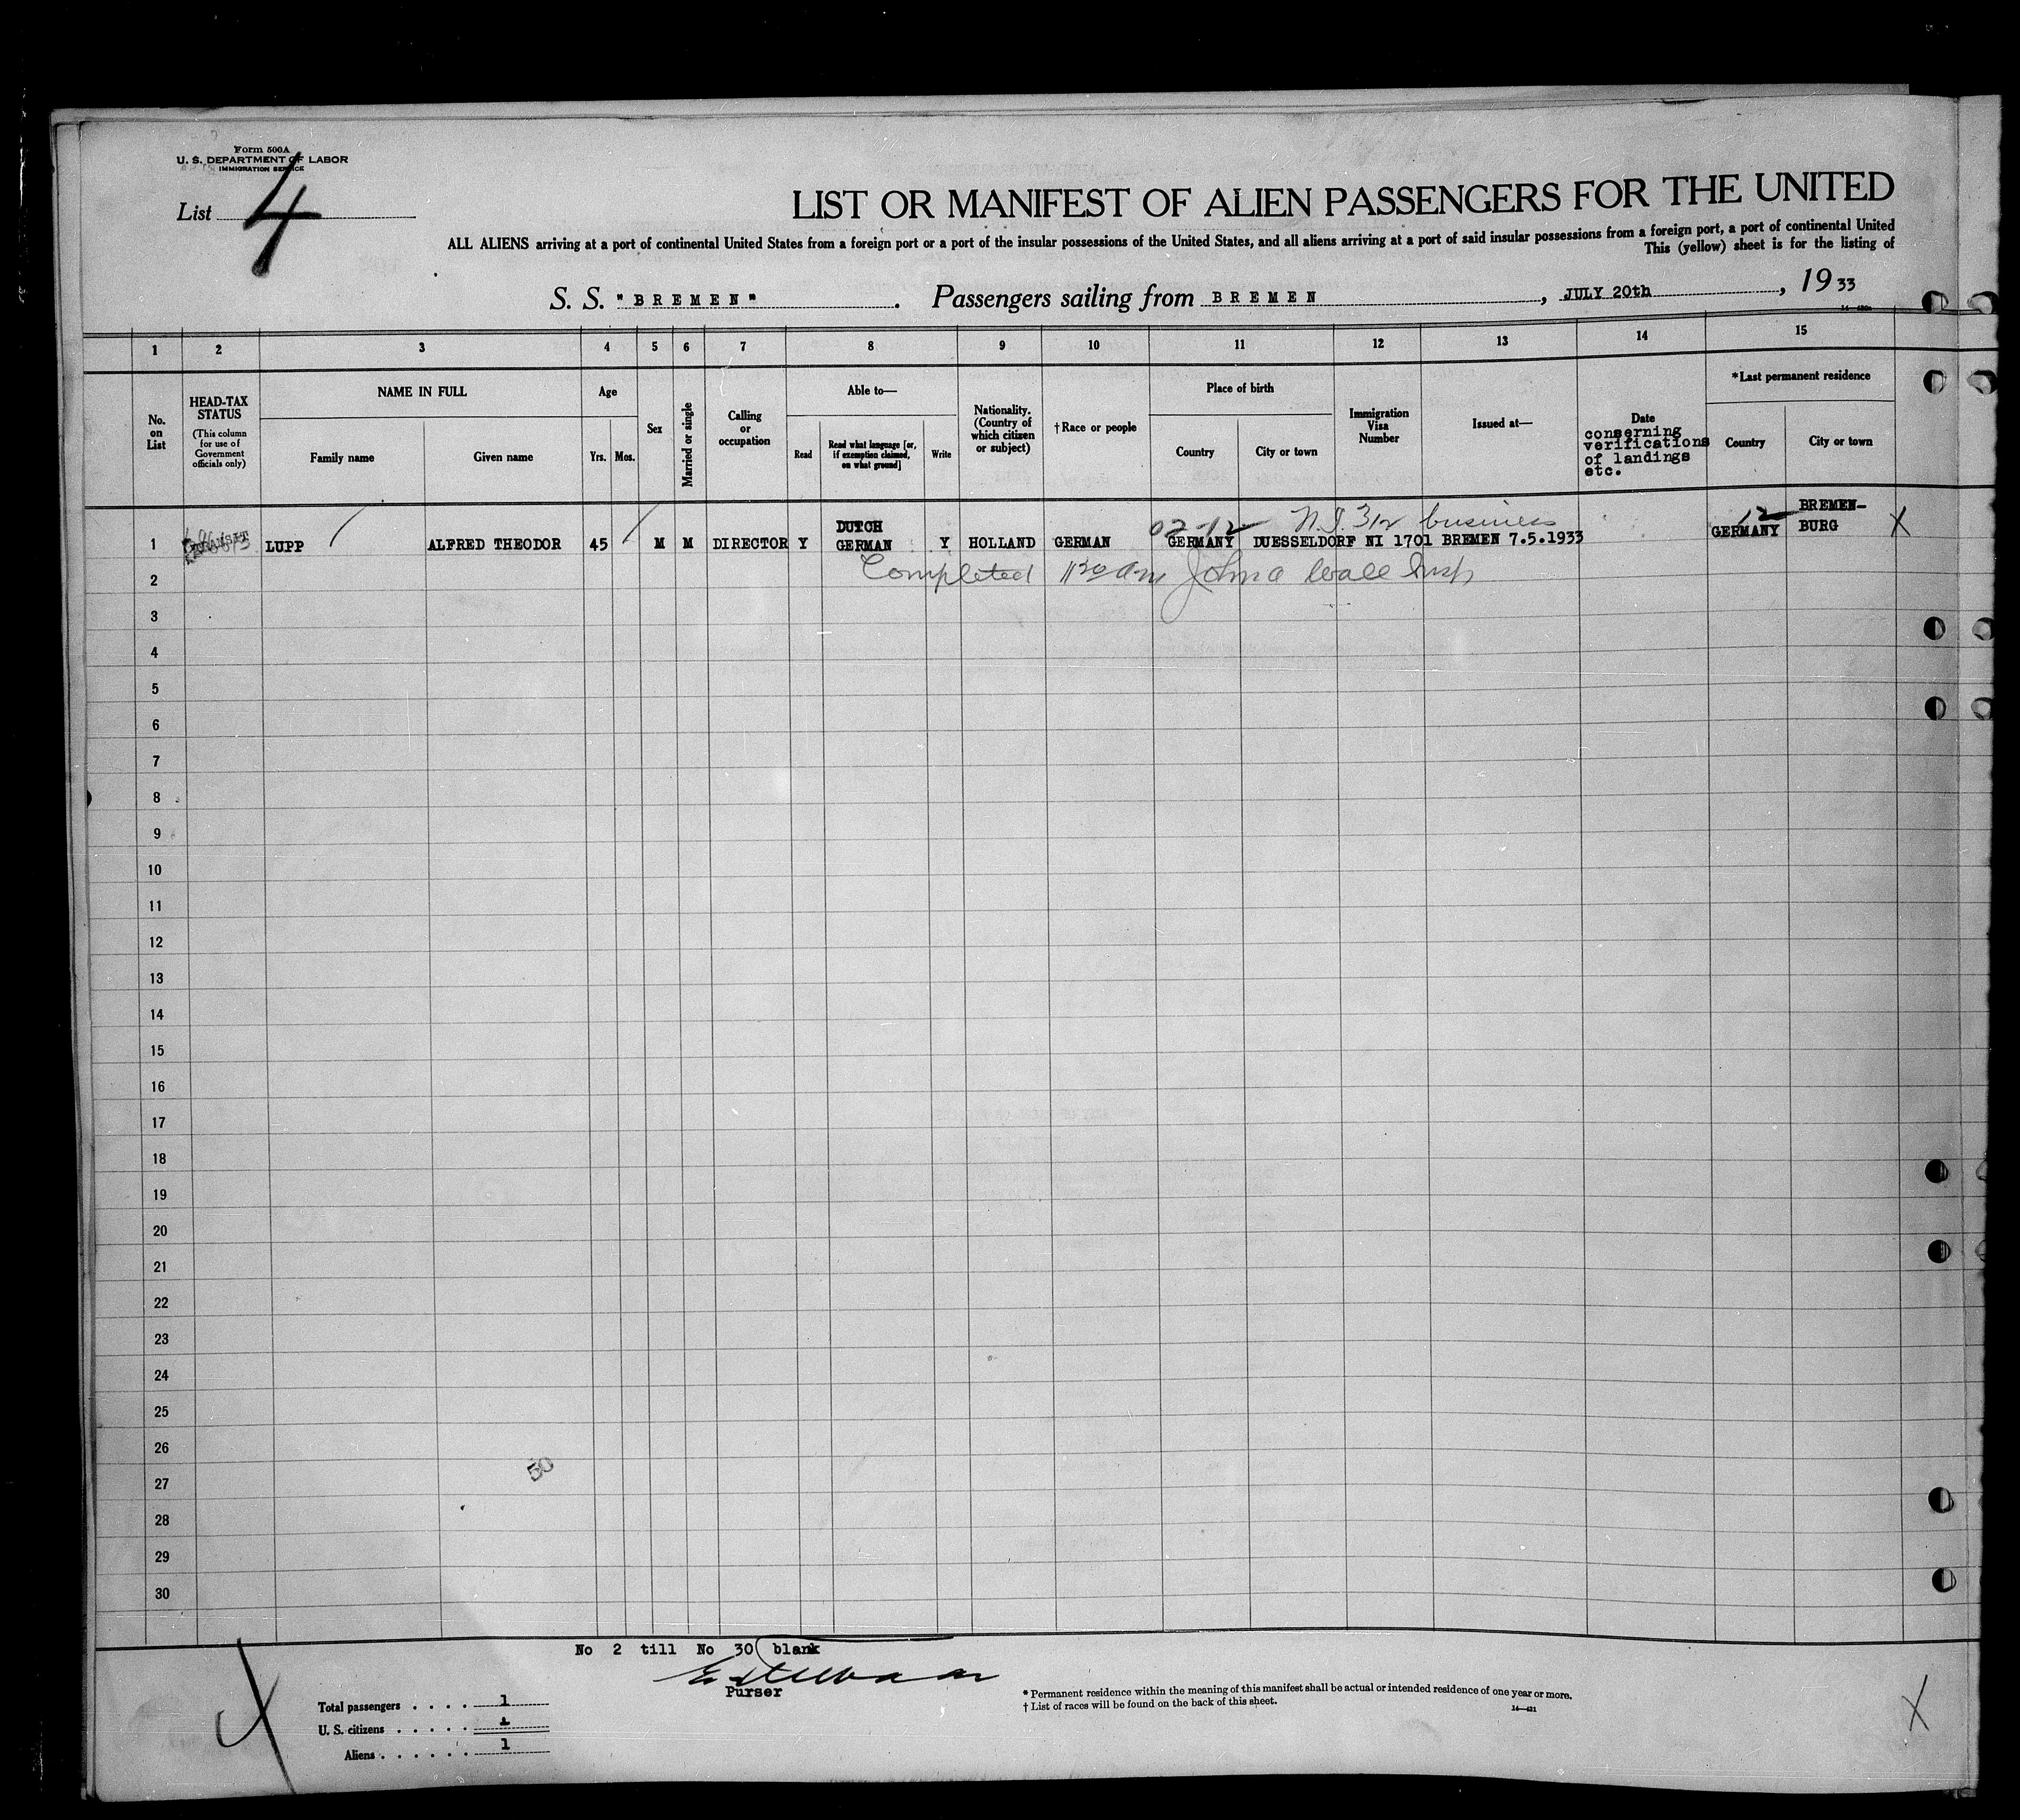 Form 500A
U. S. DEPARTMENT OF LABOR
IMMIGRATION SERVICE
List 4
LIST OR MANIFEST OF ALIEN PASSENGERS FOR THE UNITED
ALL ALIENS arriving at a port of continental United States from a foreign port or a port of the insular possessions of the United States, and all aliens arriving at a port of said insular possessions from a foreign port, a port of continental United
This (yellow) sheet is for the listing of
S. S. "BREMEN". Passengers sailing from BREMEN, JULY 20th, 1933
1 2 3 4 5 6 7 8 9 10 11 12 13 14 15
No. on List
HEAD-TAX STATUS
(This column for use of Government officials only)
NAME IN FULL
Family name
Given name
Age
Yrs. Mos.
Sex
Married or single
Calling or occupation
Able to—
Read
Read what language [or, if exemption claimed, on what ground]
Write
Nationality. (Country of which citizen or subject)
†Race or people
Place of birth
Country
City or town
Immigration Visa Number
Issued at—
Date
conserning verifications of landings etc.
*Last permanent residence
Country
City or town
02-12 N.I. 3/2 business 12
1 TRANSIT LUPP ALFRED THEODOR 45 M M DIRECTOR Y DUTCH GERMAN Y HOLLAND GERMAN GERMANY DUESSELDORF NI 1701 BREMEN 7.5.1933 GERMANY BREMEN-BURG X
2 Completed John a Wall Insp
3
4
5
6
7
8
9
10
11
12
13
14
15
16
17
18
19
20
21
22
23
24
25
26
27
50
28
29
30
No 2 till No 30 blank
Purser
Total passengers . . . . 1
U. S. citizens . . . . .
Aliens . . . . . . 1
* Permanent residence within the meaning of this manifest shall be actual or intended residence of one year or more.
† List of races will be found on the back of this sheet.
X